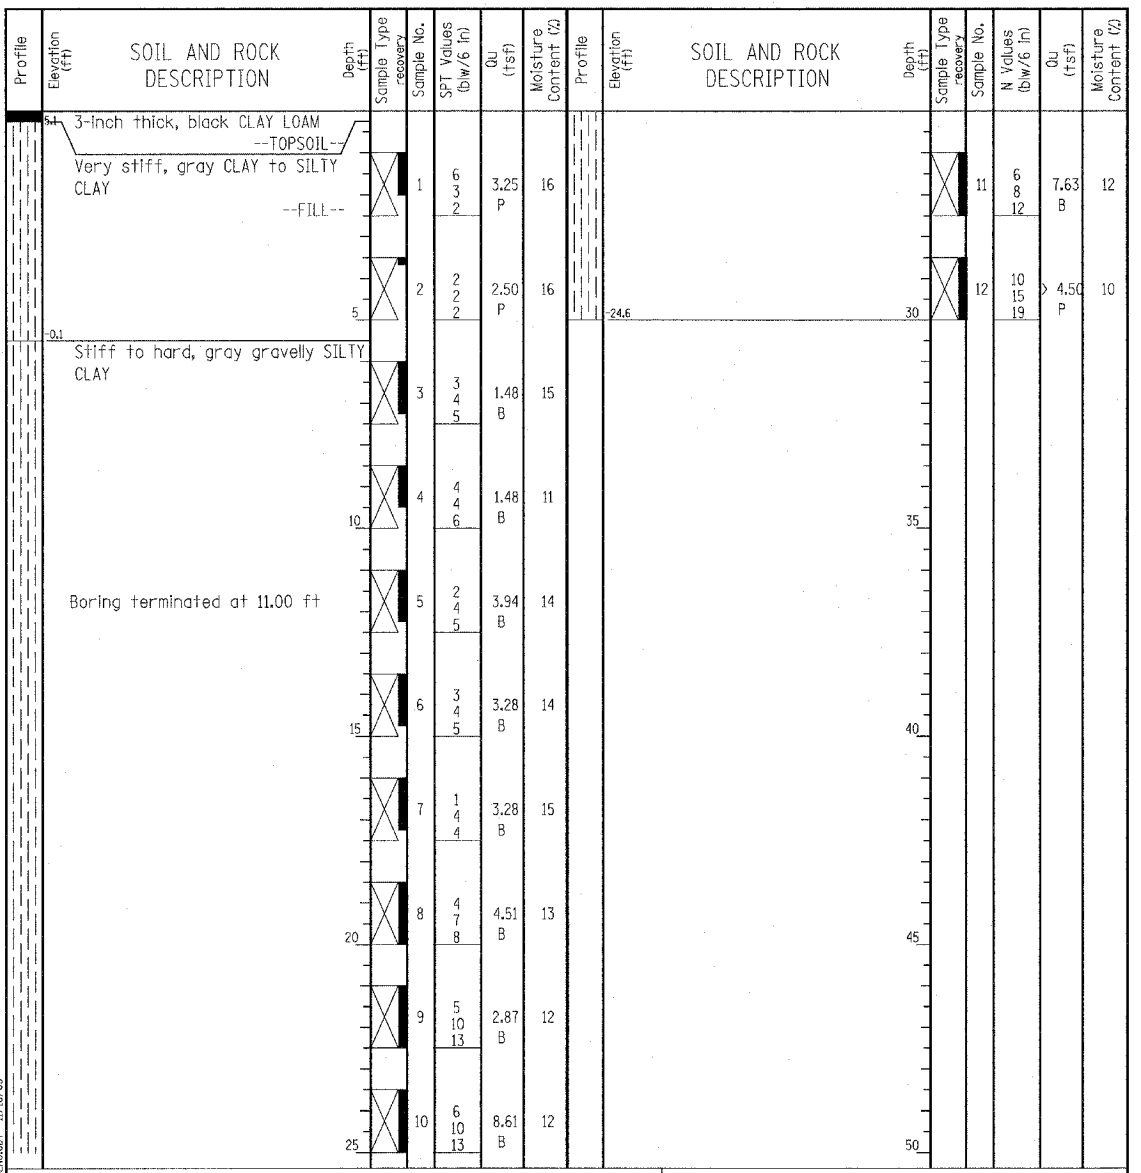 Profile
Elevation
(ft)
SOIL AND ROCK
DESCRIPTION
Depth
(ft)
Sample Type
recovery
Sample No.
SPT Values
(blw/6 in)
Qu
(tsf)
Moisture
Content (%)
Profile
Elevation
(ft)
SOIL AND ROCK
DESCRIPTION
Depth
(ft)
Sample Type
recovery
Sample No.
N Values
(blw/6 in)
Qu
(tsf)
Moisture
Content (%)
5.1
3-inch thick, black CLAY LOAM
--TOPSOIL--
Very stiff, gray CLAY to SILTY
CLAY
--FILL--
1
6
3
2
3.25
P
16
2
2
2
2
2.50
P
16
5
-0.1
Stiff to hard, gray gravelly SILTY
CLAY
3
3
4
5
1.48
B
15
4
4
4
6
1.48
B
11
10
Boring terminated at 11.00 ft
5
2
4
5
3.94
B
14
6
3
4
5
3.28
B
14
15
7
1
4
4
3.28
B
15
8
4
7
8
4.51
B
13
20
9
5
10
13
2.87
B
12
10
6
10
13
8.61
B
12
25
11
6
8
12
7.63
B
12
12
10
15
19
> 4.50
P
10
-24.6
30
35
40
45
50